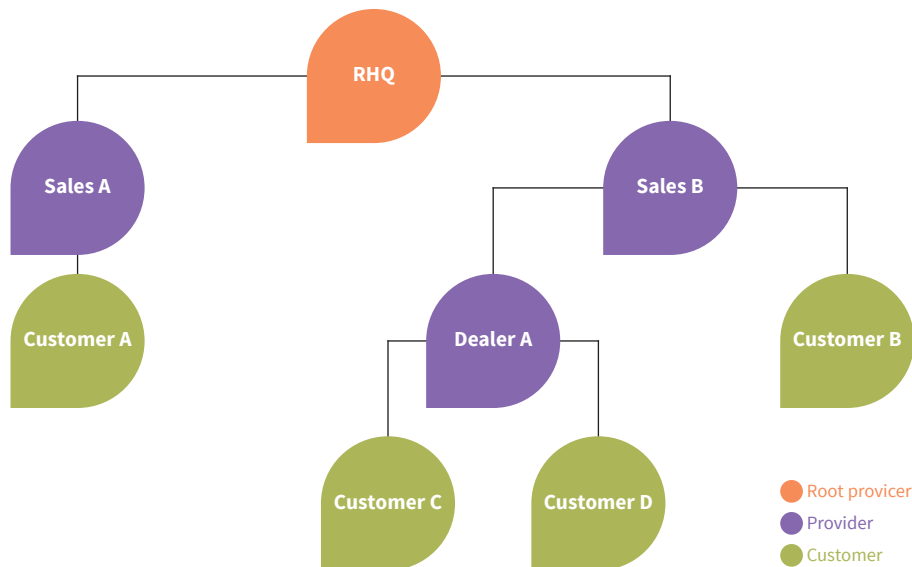 RHQ
Sales A
Sales B
Customer A
Dealer A
Customer B
Customer C
Customer D
Root provicer
Provider
Customer